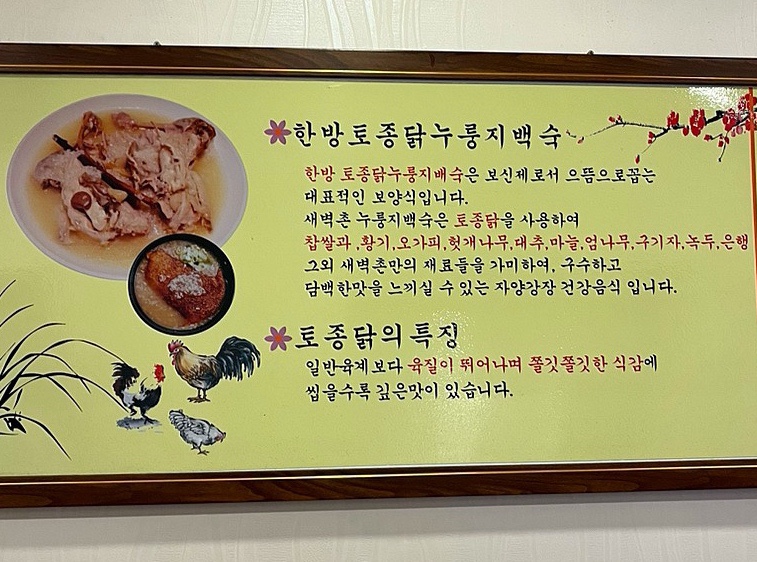 한방토종닭누룽지백숙
한방 토종닭누룽지배숙은 보신제로서 으뜸으로꼽는
대표적인 보양식입니다.
새벽촌 누룽지백숙은 토종닭을 사용하여
찹쌀과 ,황기,오가피,헛개나무,대추,마늘,엄나무,구기자,녹두,은행
그외 새벽촌만의 재료들을 가미하여, 구수하고
담백한맛을 느끼실 수 있는 자양강장 건강음식 입니다.
토종닭의 특징
일반육계보다 육질이 뛰어나며 쫄깃쫄깃한 식감에
씹을수록 깊은맛이 있습니다.